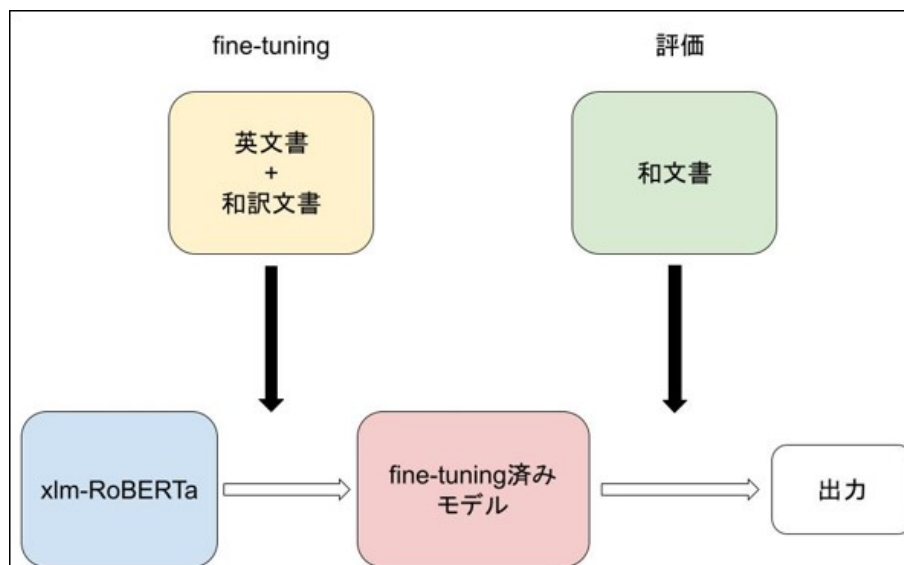 fine-tuning
評価
英文書
+
和訳文書
和文書
xlm-RoBERTa
fine-tuning済み
モデル
出力